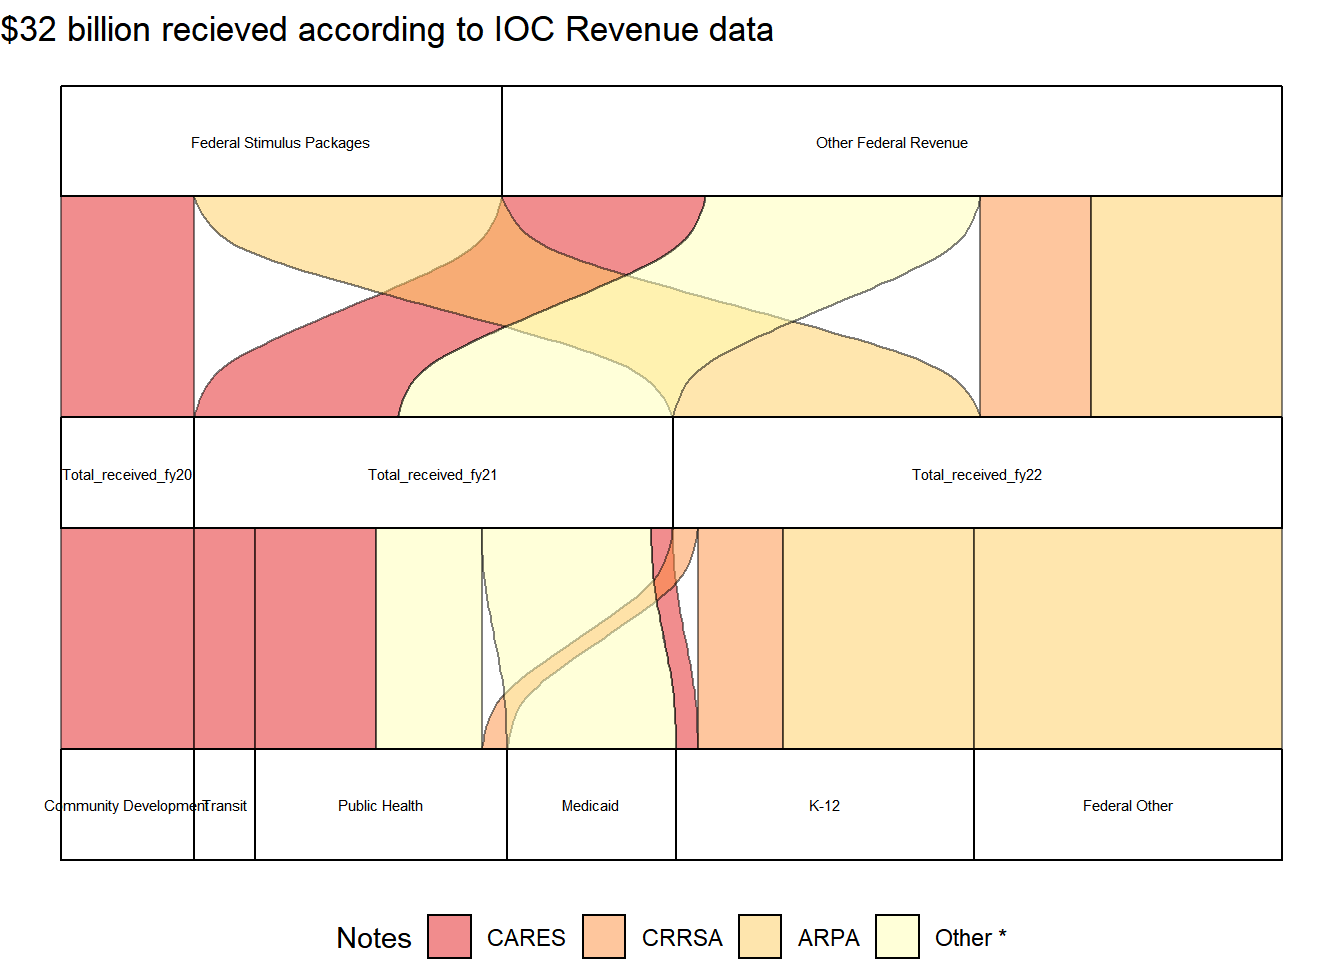 $32 billion recieved according to IOC Revenue data
Federal Stimulus Packages
Other Federal Revenue
Total_received_fy20
Total_received_fy21
Total_received_fy22
Community Development
Transit
Public Health
Medicaid
K-12
Federal Other
Notes CARES CRRSA ARPA Other *